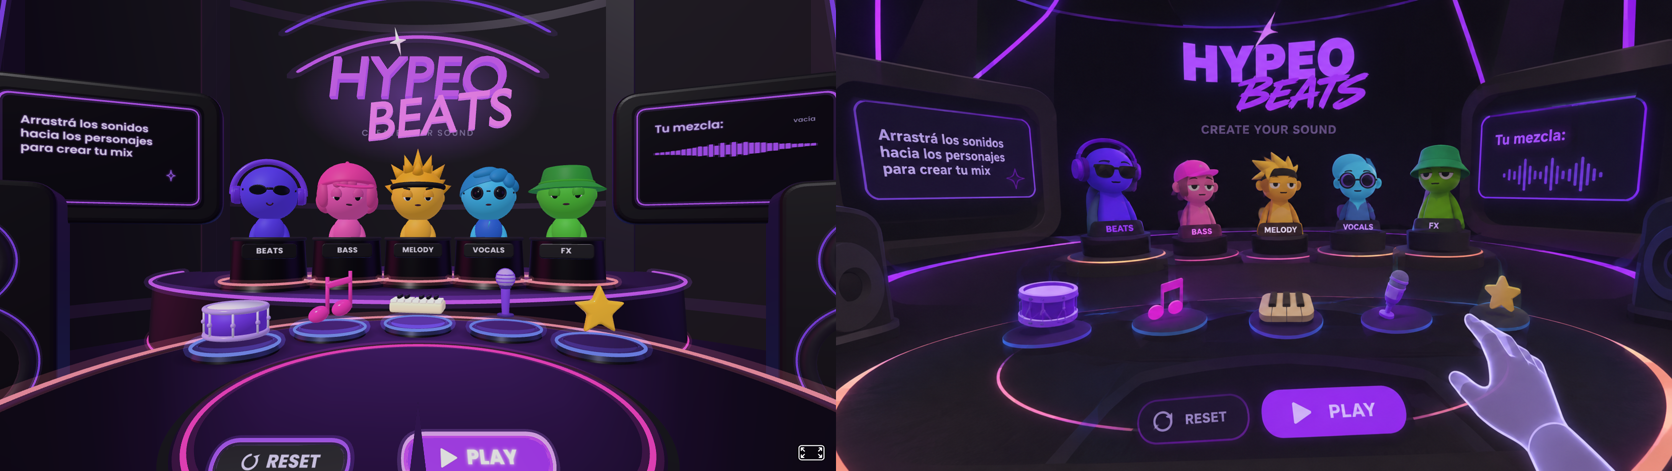 HYPEO
BEATS
Arrastrá los sonidos
hacia los personajes
para crear tu mix
Tu mezcla:
vacía
BEATS
BASS
MELODY
VOCALS
FX
RESET
PLAY
HYPEO
BEATS
CREATE YOUR SOUND
Arrastrá los sonidos
hacia los personajes
para crear tu mix
Tu mezcla:
BEATS
BASS
MELODY
VOCALS
FX
RESET
PLAY